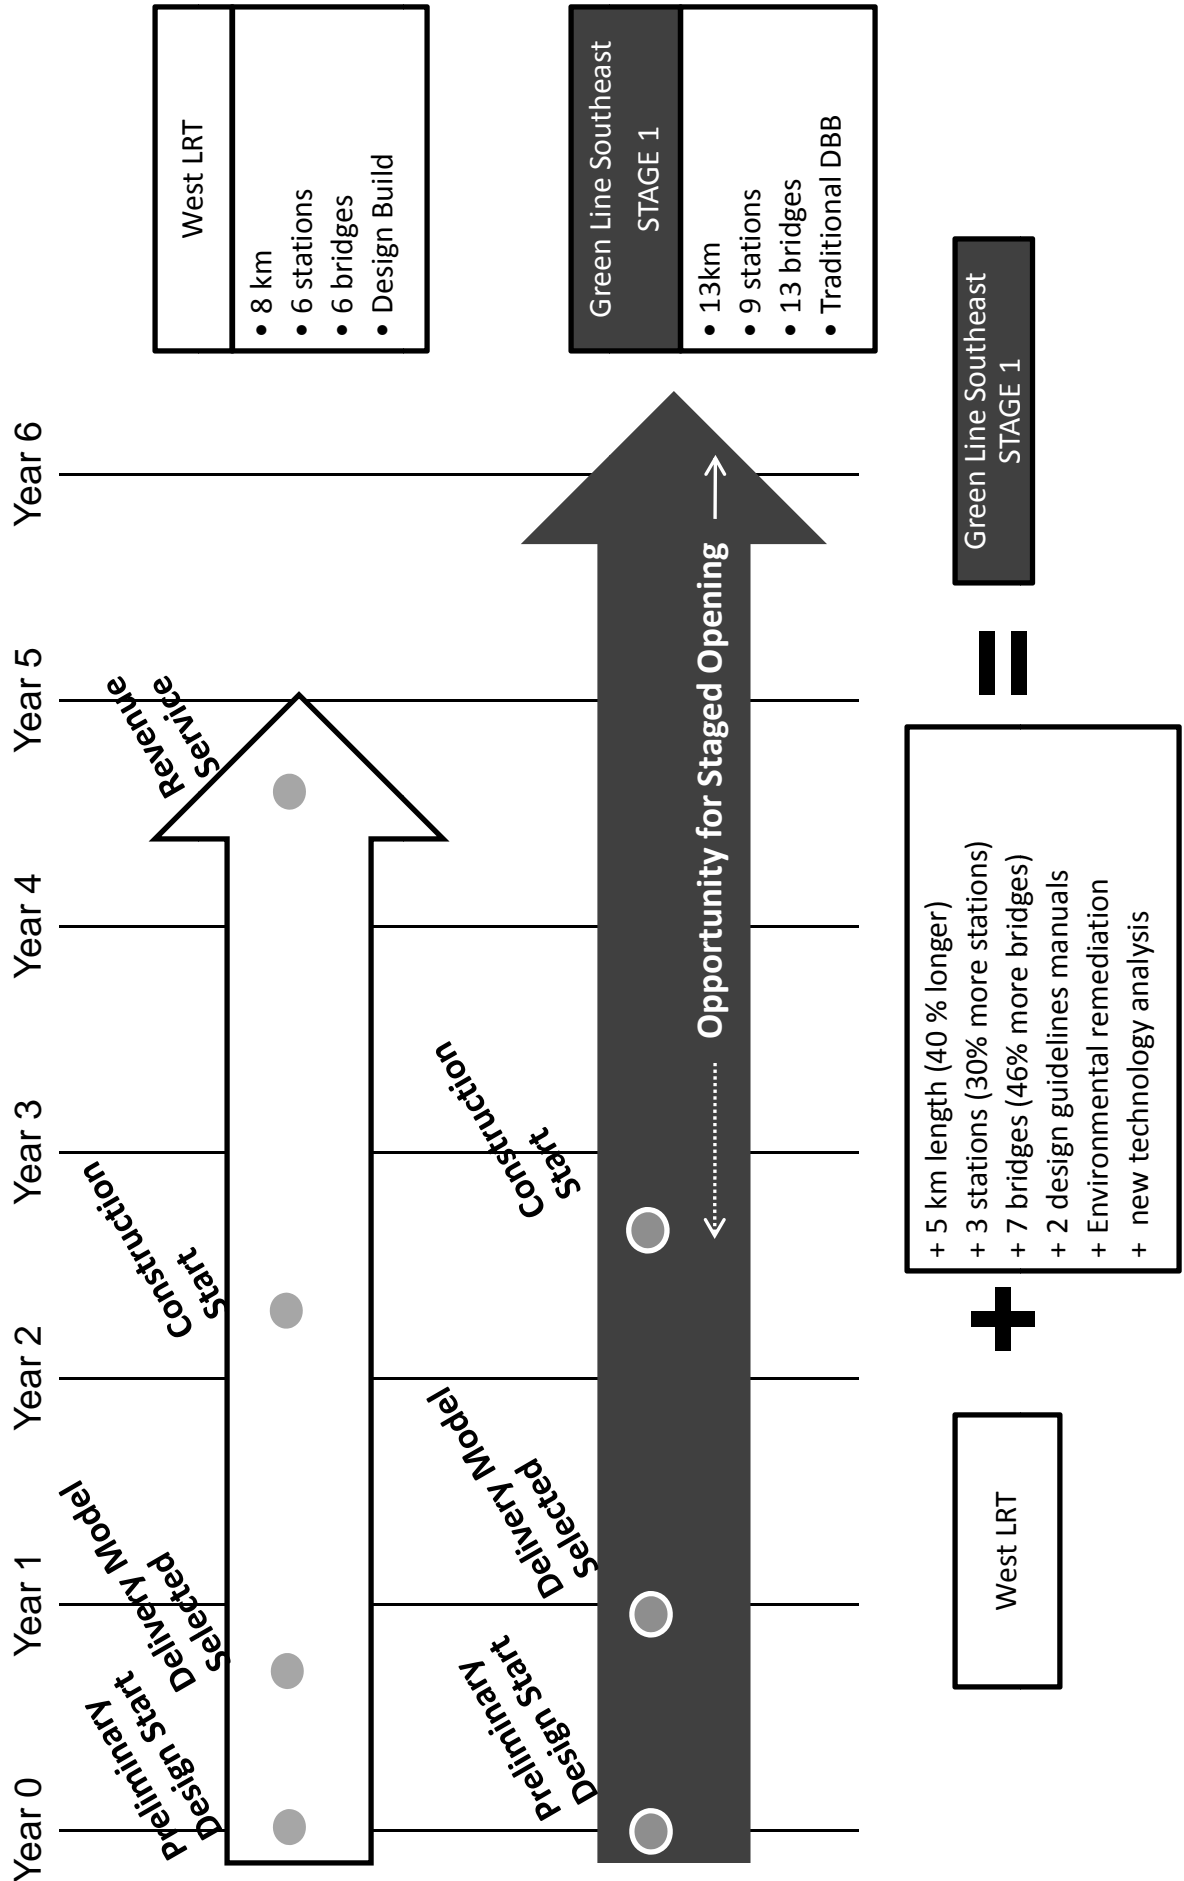 Year 0
Year 1
Year 2
Year 3
Year 4
Year 5
Year 6
Preliminary
Design Start
Delivery Model
Selected
Construction
Start
Revenue
Service
West LRT
• 8 km
• 6 stations
• 6 bridges
• Design Build
Preliminary
Design Start
Delivery Model
Selected
Construction
Start
Opportunity for Staged Opening
Green Line Southeast
STAGE 1
• 13km
• 9 stations
• 13 bridges
• Traditional DBB
West LRT
+
+ 5 km length (40 % longer)
+ 3 stations (30% more stations)
+ 7 bridges (46% more bridges)
+ 2 design guidelines manuals
+ Environmental remediation
+ new technology analysis
=
Green Line Southeast
STAGE 1